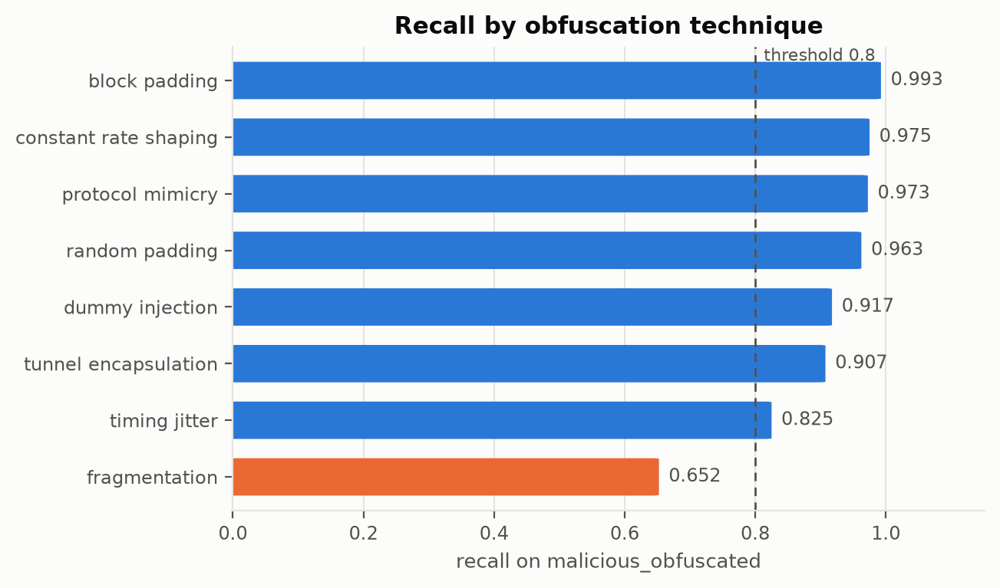 Recall by obfuscation technique
threshold 0.8
block padding 0.993
constant rate shaping 0.975
protocol mimicry 0.973
random padding 0.963
dummy injection 0.917
tunnel encapsulation 0.907
timing jitter 0.825
fragmentation 0.652
0.0 0.2 0.4 0.6 0.8 1.0
recall on malicious_obfuscated